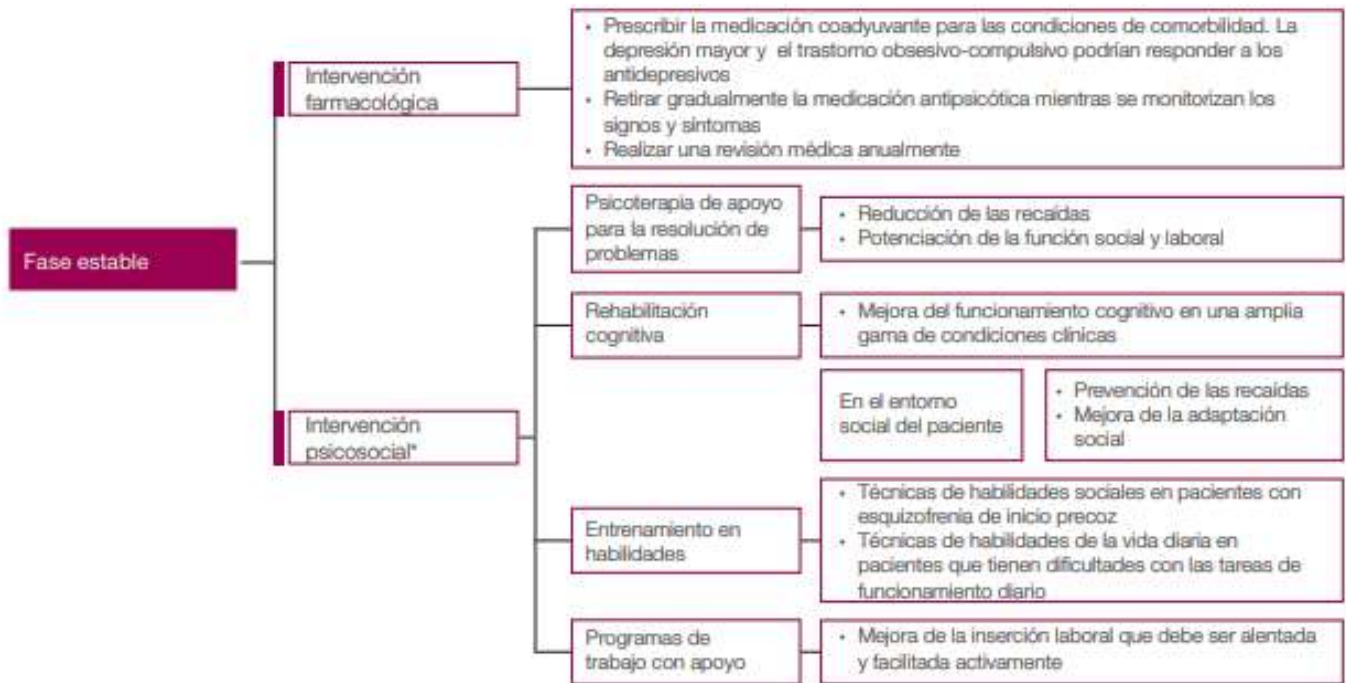 • Prescribir la medicación coadyuvante para las condiciones de comorbilidad. La
depresión mayor y el trastorno obsesivo-compulsivo podrían responder a los
antidepresivos
• Retirar gradualmente la medicación antipsicótica mientras se monitorizan los
signos y síntomas
• Realizar una revisión médica anualmente
Intervención
farmacológica
Fase estable
Psicoterapia de apoyo
para la resolución de
problemas
• Reducción de las recaídas
• Potenciación de la función social y laboral
Rehabilitación
cognitiva
• Mejora del funcionamiento cognitivo en una amplia
gama de condiciones clínicas
En el entorno
social del paciente
• Prevención de las recaídas
• Mejora de la adaptación
social
Intervención
psicosocial*
Entrenamiento en
habilidades
• Técnicas de habilidades sociales en pacientes con
esquizofrenia de inicio precoz
• Técnicas de habilidades de la vida diaria en
pacientes que tienen dificultades con las tareas de
funcionamiento diario
Programas de
trabajo con apoyo
• Mejora de la inserción laboral que debe ser alentada
y facilitada activamente